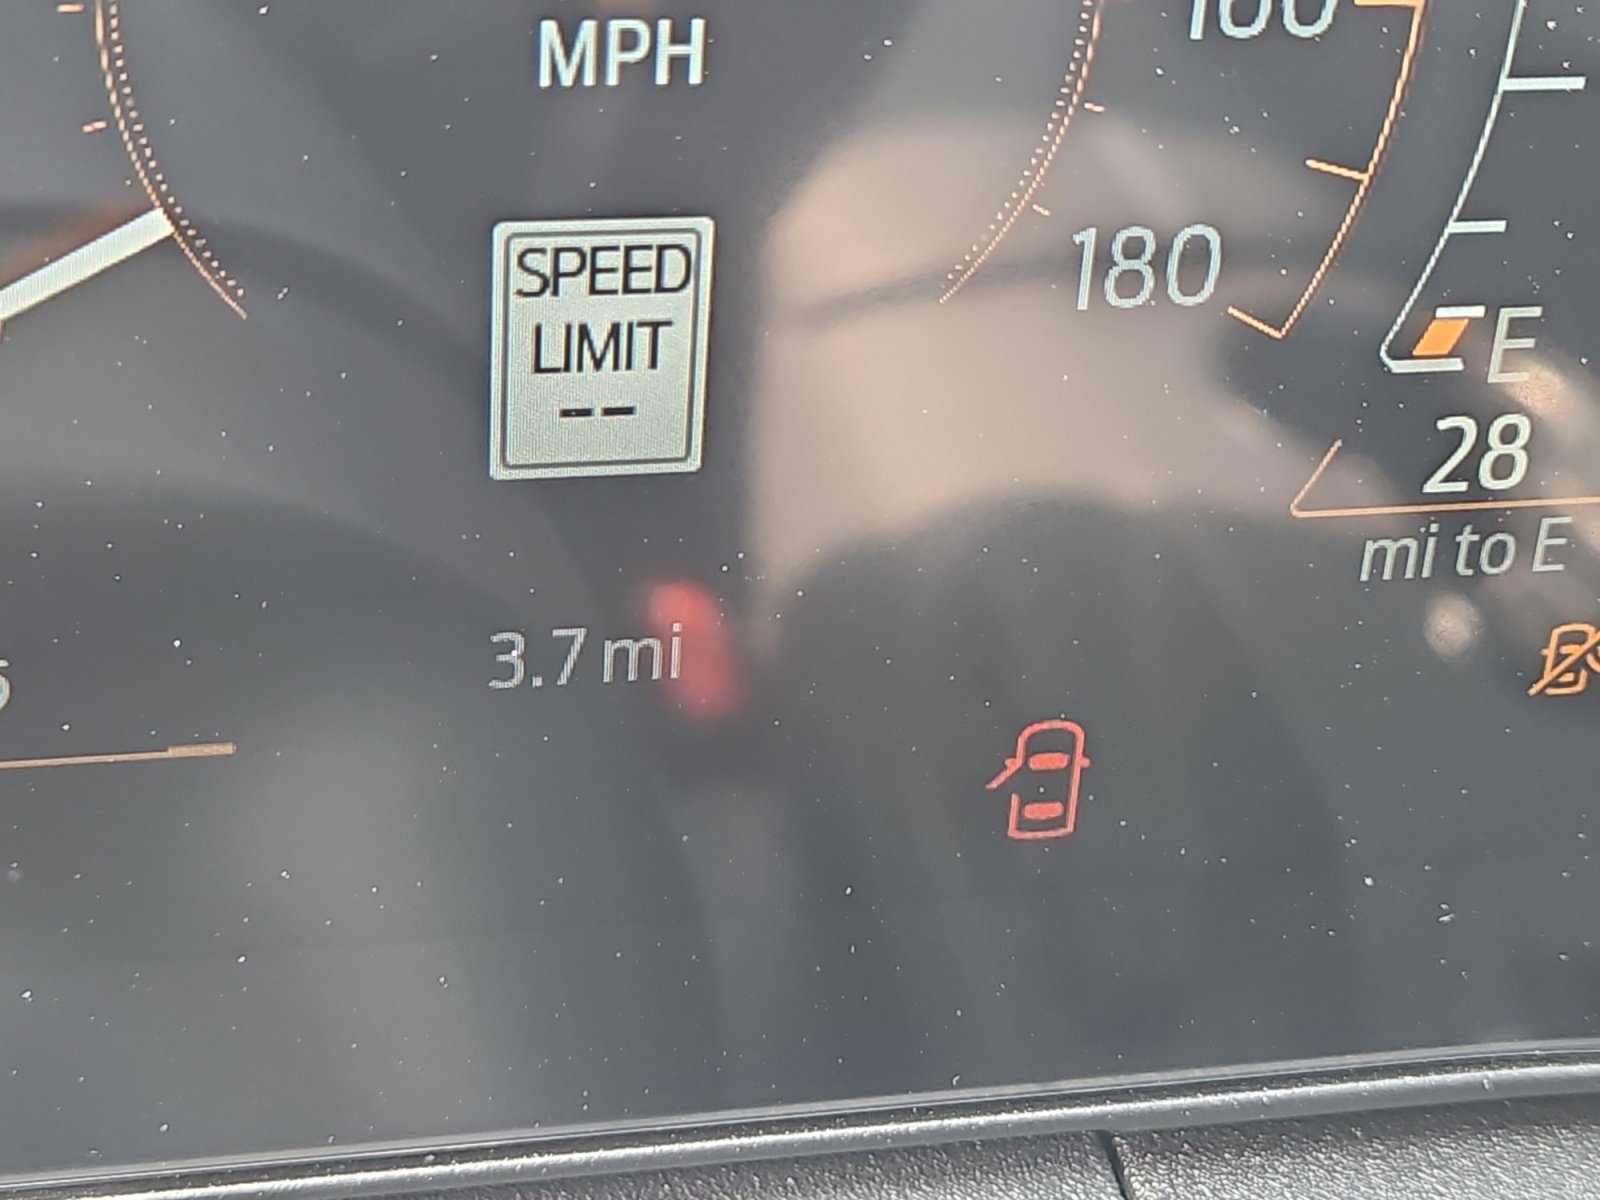 MPH
160
180
SPEED
LIMIT
--
E
28
mi to E
3.7 mi